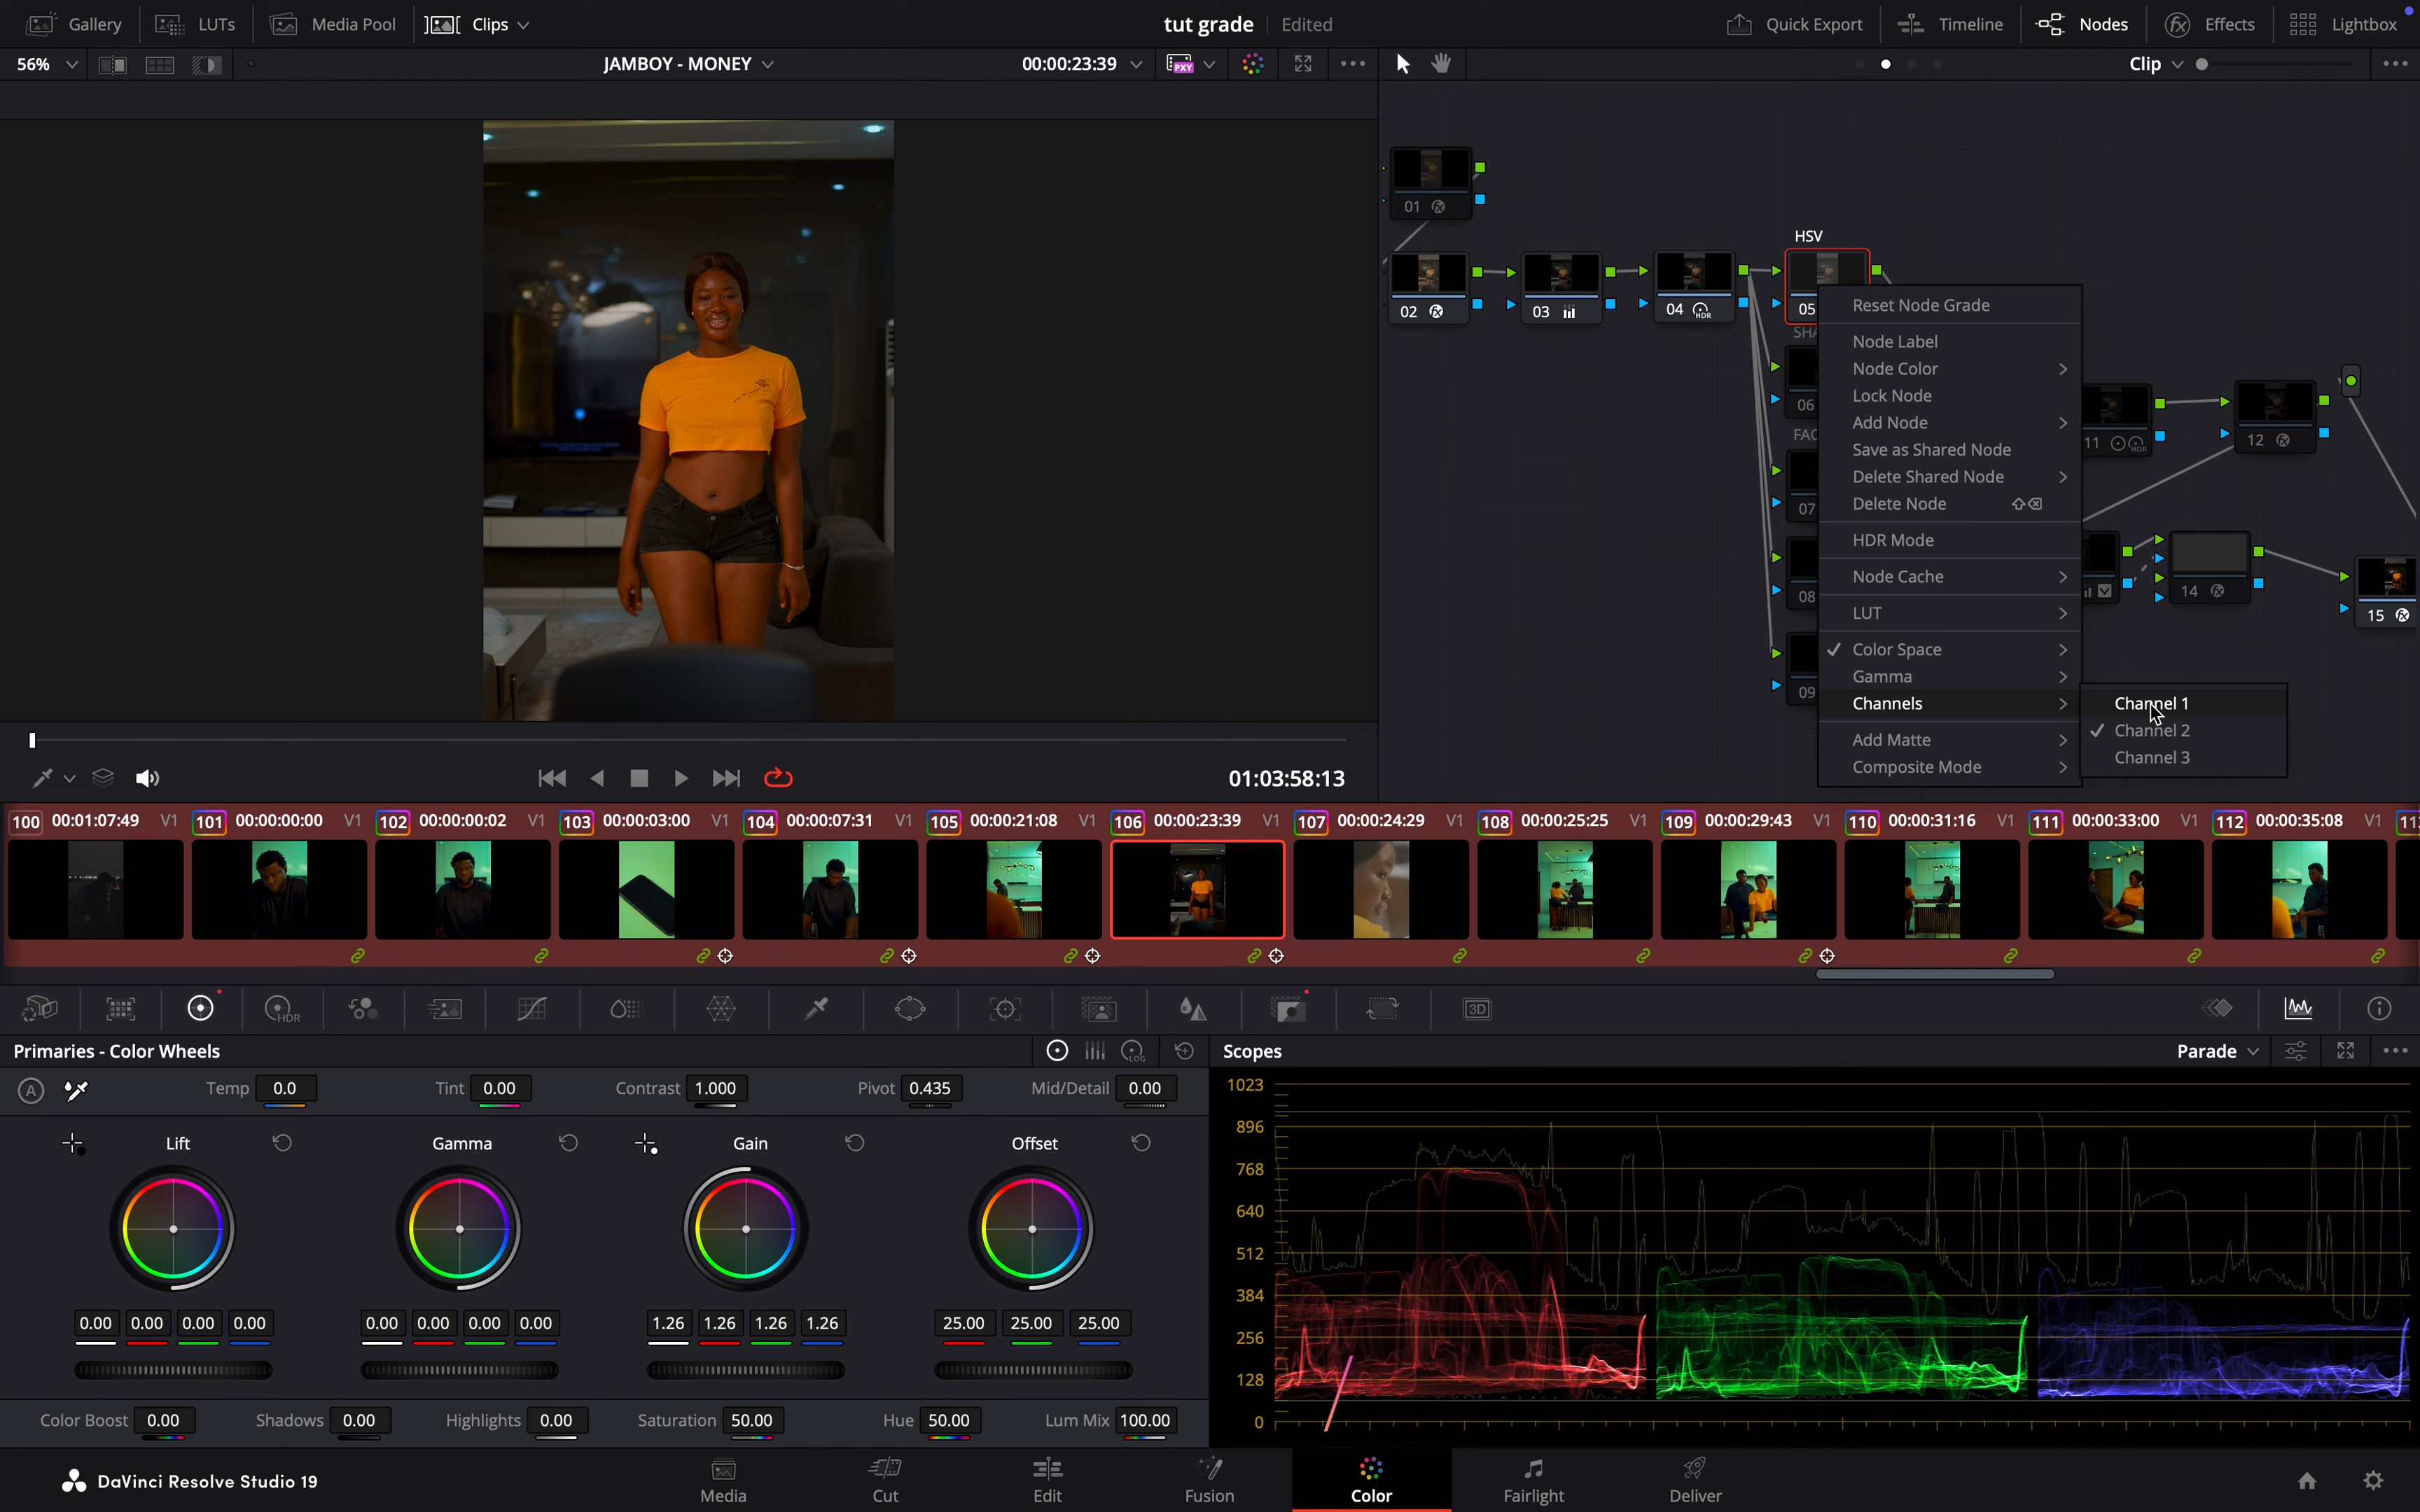 Gallery LUTs Media Pool Clips tut grade Edited Quick Export Timeline Nodes Effects Lightbox
56% JAMBOY - MONEY 00:00:23:39 PXY Clip
01
HSV
02 03 04 HDR 05
SHA
06
FAC
07
08
09
11 HDR 12
14
15
Reset Node Grade
Node Label
Node Color
Lock Node
Add Node
Save as Shared Node
Delete Shared Node
Delete Node
HDR Mode
Node Cache
LUT
Color Space
Gamma
Channels
Add Matte
Composite Mode
Channel 1
Channel 2
Channel 3
01:03:58:13
100 00:01:07:49 V1 101 00:00:00:00 V1 102 00:00:00:02 V1 103 00:00:03:00 V1 104 00:00:07:31 V1 105 00:00:21:08 V1 106 00:00:23:39 V1 107 00:00:24:29 V1 108 00:00:25:25 V1 109 00:00:29:43 V1 110 00:00:31:16 V1 111 00:00:33:00 V1 112 00:00:35:08 V1
HDR 3D
Primaries - Color Wheels LOG Scopes Parade
A Temp 0.0 Tint 0.00 Contrast 1.000 Pivot 0.435 Mid/Detail 0.00
Lift Gamma Gain Offset
0.00 0.00 0.00 0.00 0.00 0.00 0.00 0.00 1.26 1.26 1.26 1.26 25.00 25.00 25.00
Color Boost 0.00 Shadows 0.00 Highlights 0.00 Saturation 50.00 Hue 50.00 Lum Mix 100.00
1023
896
768
640
512
384
256
128
0
DaVinci Resolve Studio 19 Media Cut Edit Fusion Color Fairlight Deliver